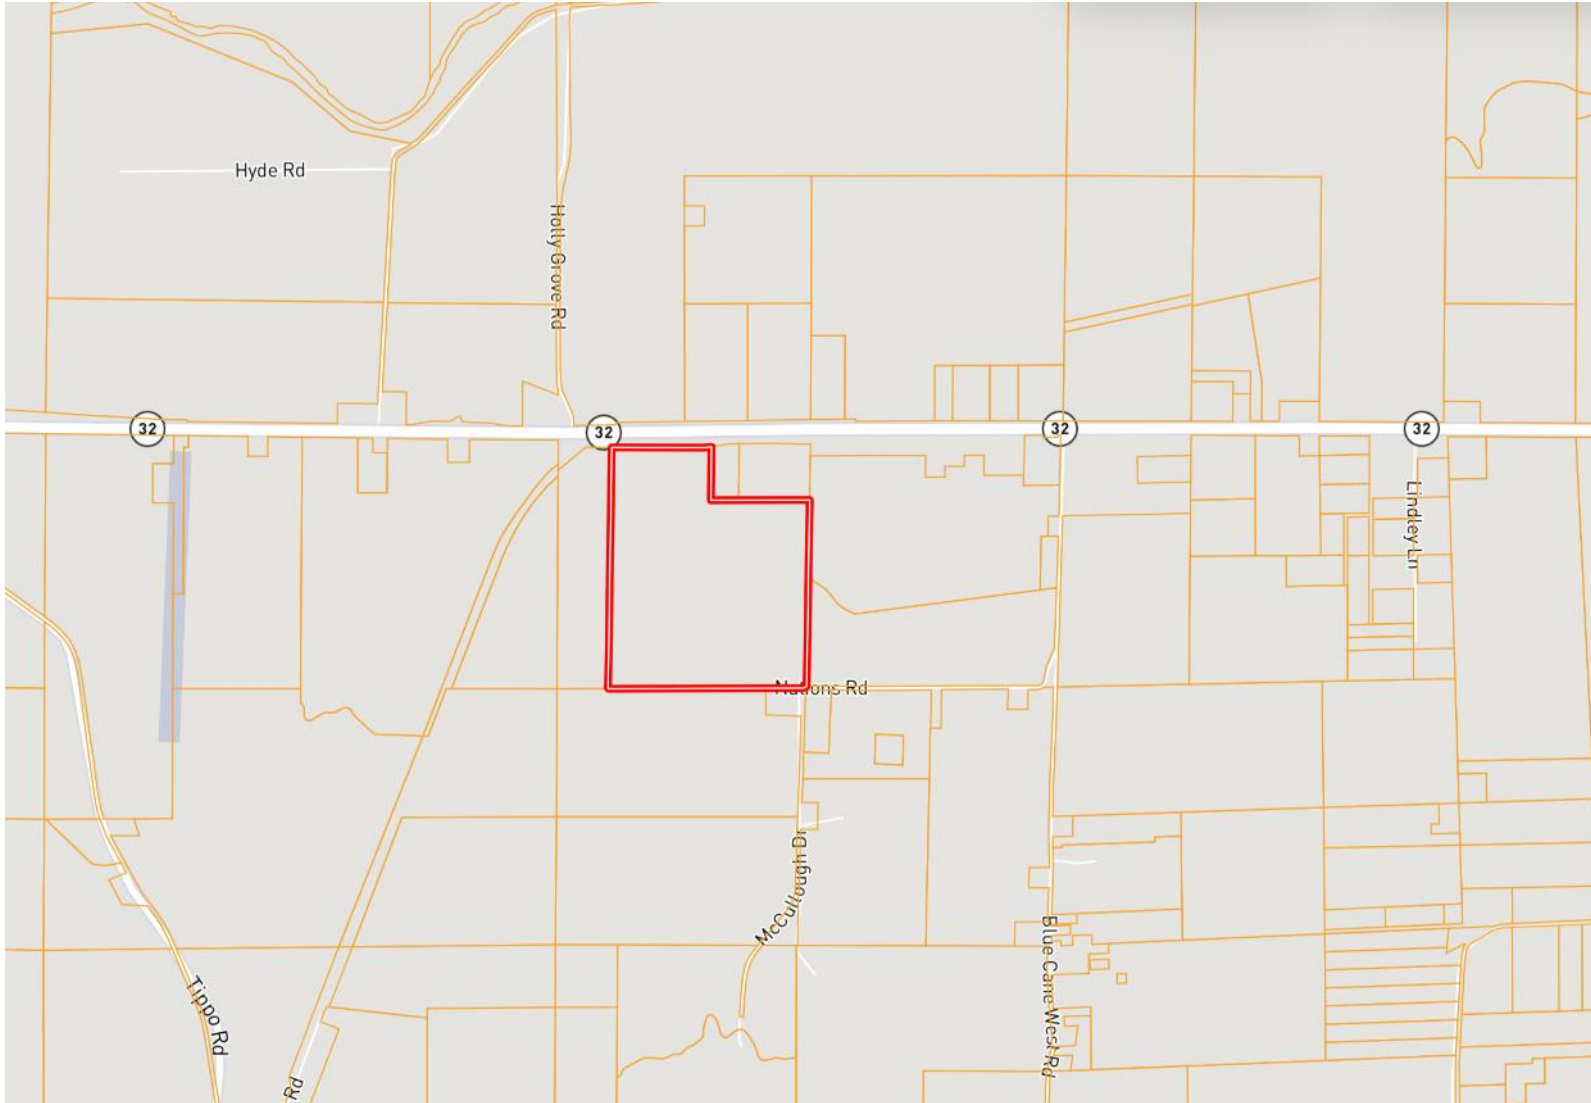 Hyde Rd
Holly Grove Rd
32
32
32
32
Lindley Ln
Nations Rd
McCullough Dr
Blue Cane West Rd
Tippo Rd
Rd